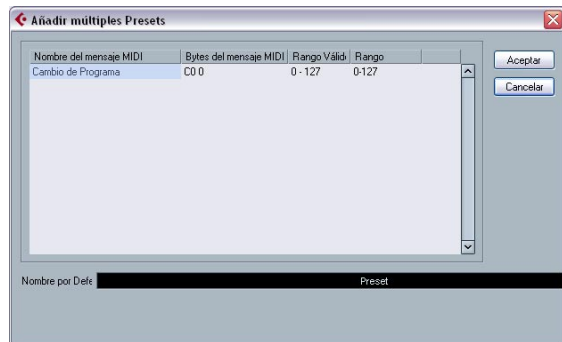 Añadir múltiples Presets
Nombre del mensaje MIDI Bytes del mensaje MIDI Rango Válid Rango
Cambio de Programa C0 0 0 - 127 0-127
Aceptar
Cancelar
Nombre por Defe Preset